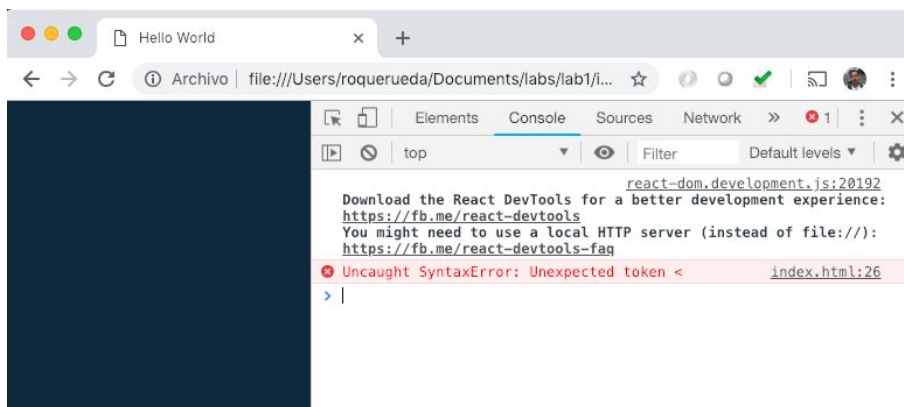 Hello World
Archivo file:///Users/roquerueda/Documents/labs/lab1/i...
Elements Console Sources Network » 1
top Filter Default levels ▼
react-dom.development.js:20192
Download the React DevTools for a better development experience:
https://fb.me/react-devtools
You might need to use a local HTTP server (instead of file://):
https://fb.me/react-devtools-faq
Uncaught SyntaxError: Unexpected token < index.html:26